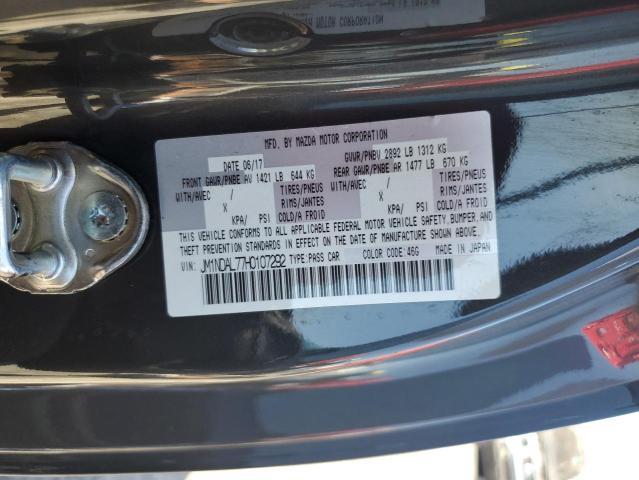 MFD. BY MAZDA MOTOR CORPORATION
DATE 06/17 GVWR/PNBV 2892 LB 1312 KG
FRONT GAWR/PNBE AV 1421 LB 644 KG REAR GAWR/PNBE AR 1477 LB 670 KG
WITH/AVEC / TIRES/PNEUS WITH/AVEC / TIRES/PNEUS
X RIMS/JANTES X RIMS/JANTES
KPA/ PSI COLD/A FROID KPA/ PSI COLD/A FROID
THIS VEHICLE CONFORMS TO ALL APPLICABLE FEDERAL MOTOR VEHICLE SAFETY, BUMPER, AND
THEFT PREVENTION STANDARDS IN EFFECT ON THE DATE OF MANUFACTURE SHOWN ABOVE.
VIN: JM1NDAL77H0107292 TYPE:PASS CAR COLOR CODE:46G MADE IN JAPAN